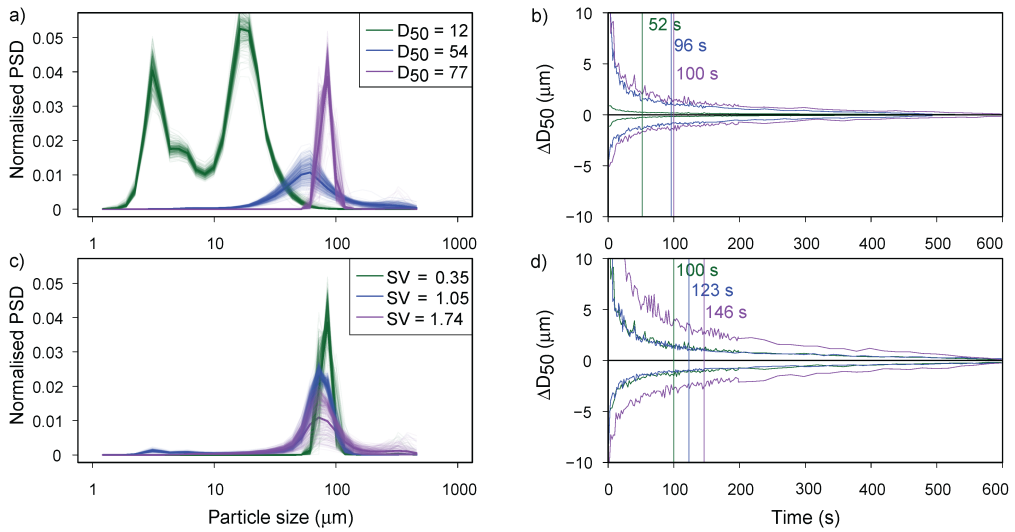 a)
Normalised PSD
0.05
0.04
0.03
0.02
0.01
0
D50 = 12
D50 = 54
D50 = 77
1
10
100
1000
b)
ΔD50 (μm)
10
5
0
−5
−10
52 s
96 s
100 s
0
100
200
300
400
500
600
c)
Normalised PSD
0.05
0.04
0.03
0.02
0.01
0
SV = 0.35
SV = 1.05
SV = 1.74
1
10
100
1000
Particle size (μm)
d)
ΔD50 (μm)
10
5
0
−5
−10
100 s
123 s
146 s
0
100
200
300
400
500
600
Time (s)